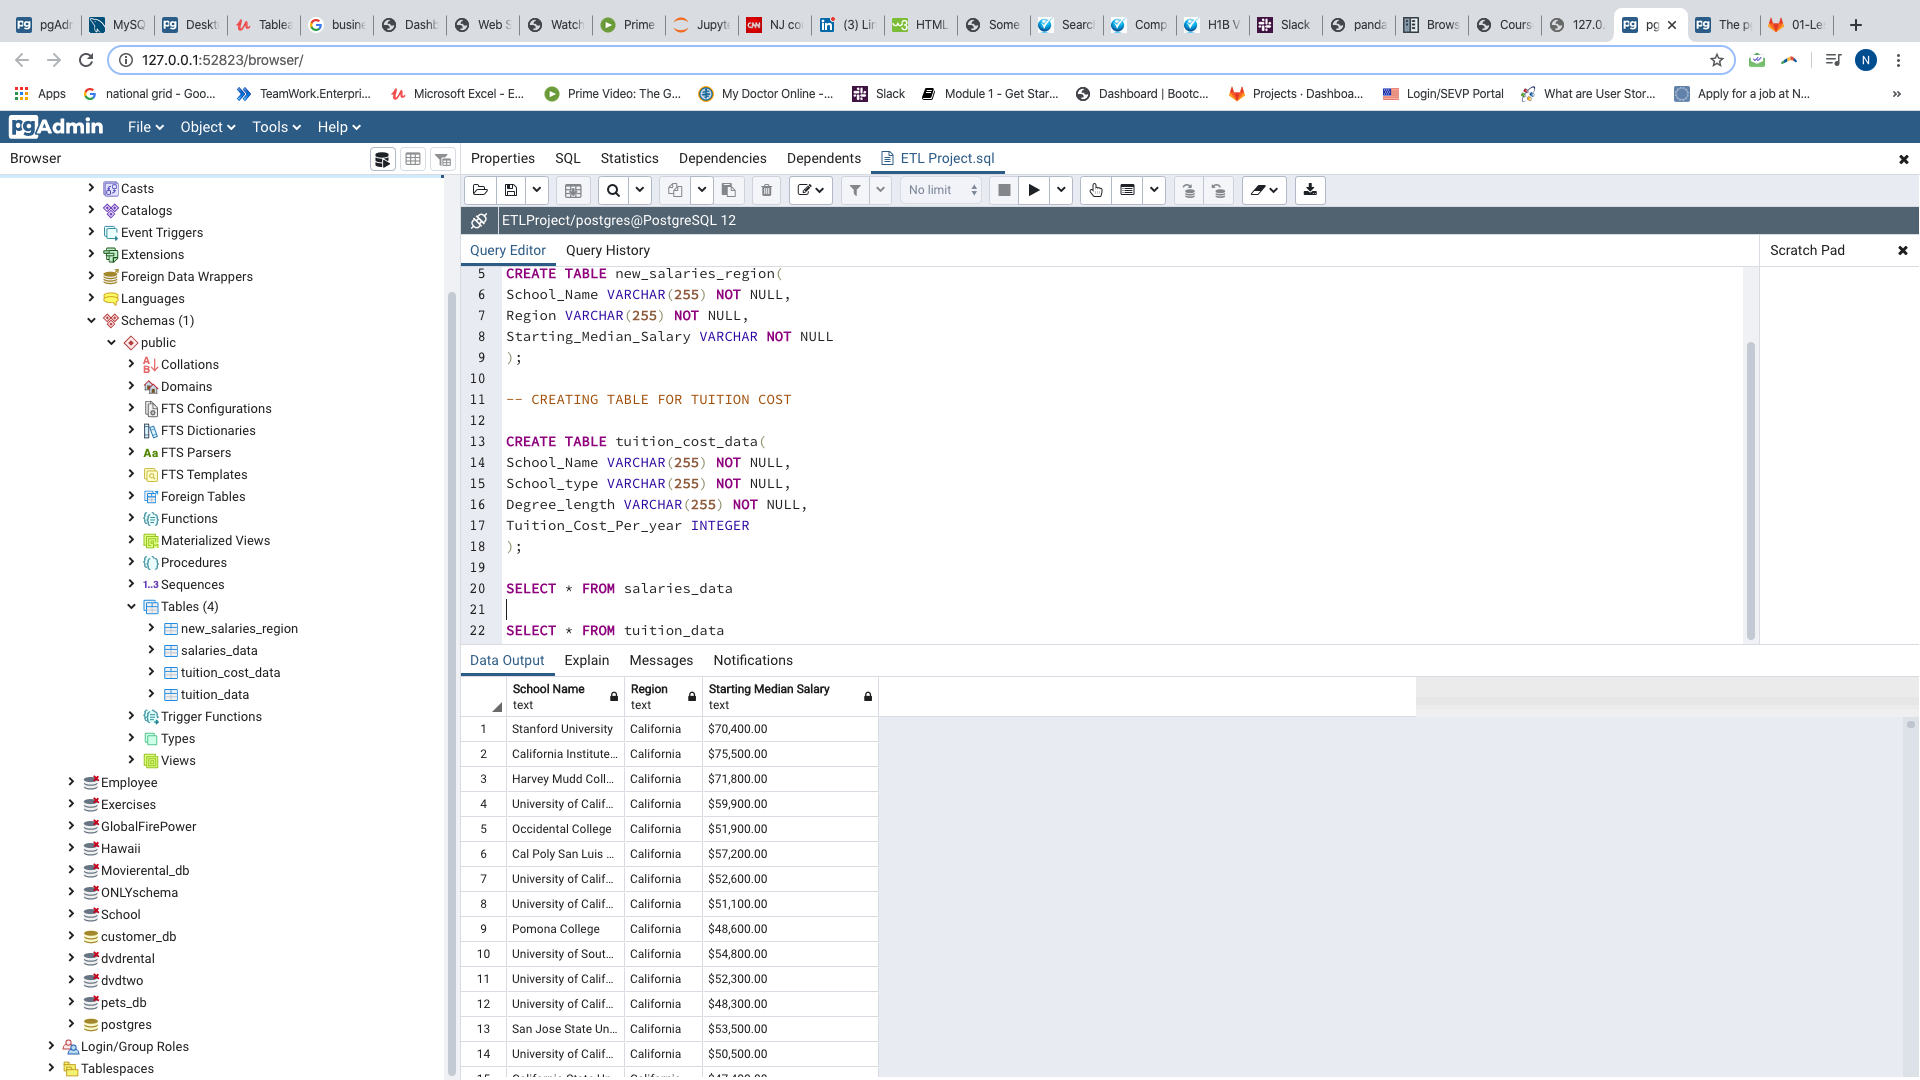 pgAdr
MySQ
Deskt
Tablea
busine
Dashb
Web S
Watch
Prime
Jupyt
NJ co
(3) Lin
HTML
Some
Searc
Comp
H1B V
Slack
panda
Brows
Cours
127.0.
pg
The p
01-Le
127.0.0.1:52823/browser/
N
Apps
national grid - Goo...
TeamWork.Enterpri...
Microsoft Excel - E...
Prime Video: The G...
My Doctor Online -...
Slack
Module 1 - Get Star...
Dashboard | Bootc...
Projects · Dashboa...
Login/SEVP Portal
What are User Stor...
Apply for a job at N...
»
pgAdmin File Object Tools Help
Browser
Properties SQL Statistics Dependencies Dependents ETL Project.sql
No limit
ETLProject/postgres@PostgreSQL 12
Query Editor Query History
Scratch Pad
Casts
Catalogs
Event Triggers
Extensions
Foreign Data Wrappers
Languages
Schemas (1)
public
Collations
Domains
FTS Configurations
FTS Dictionaries
Aa FTS Parsers
FTS Templates
Foreign Tables
Functions
Materialized Views
Procedures
1..3 Sequences
Tables (4)
new_salaries_region
salaries_data
tuition_cost_data
tuition_data
Trigger Functions
Types
Views
Employee
Exercises
GlobalFirePower
Hawaii
Movierental_db
ONLYschema
School
customer_db
dvdrental
dvdtwo
pets_db
postgres
Login/Group Roles
Tablespaces
5 CREATE TABLE new_salaries_region(
6 School_Name VARCHAR(255) NOT NULL,
7 Region VARCHAR(255) NOT NULL,
8 Starting_Median_Salary VARCHAR NOT NULL
9 );
10
11 -- CREATING TABLE FOR TUITION COST
12
13 CREATE TABLE tuition_cost_data(
14 School_Name VARCHAR(255) NOT NULL,
15 School_type VARCHAR(255) NOT NULL,
16 Degree_length VARCHAR(255) NOT NULL,
17 Tuition_Cost_Per_year INTEGER
18 );
19
20 SELECT * FROM salaries_data
21
22 SELECT * FROM tuition_data
Data Output Explain Messages Notifications
School Name Region Starting Median Salary
text text text
1 Stanford University California $70,400.00
2 California Institute... California $75,500.00
3 Harvey Mudd Coll... California $71,800.00
4 University of Calif... California $59,900.00
5 Occidental College California $51,900.00
6 Cal Poly San Luis ... California $57,200.00
7 University of Calif... California $52,600.00
8 University of Calif... California $51,100.00
9 Pomona College California $48,600.00
10 University of Sout... California $54,800.00
11 University of Calif... California $52,300.00
12 University of Calif... California $48,300.00
13 San Jose State Un... California $53,500.00
14 University of Calif... California $50,500.00